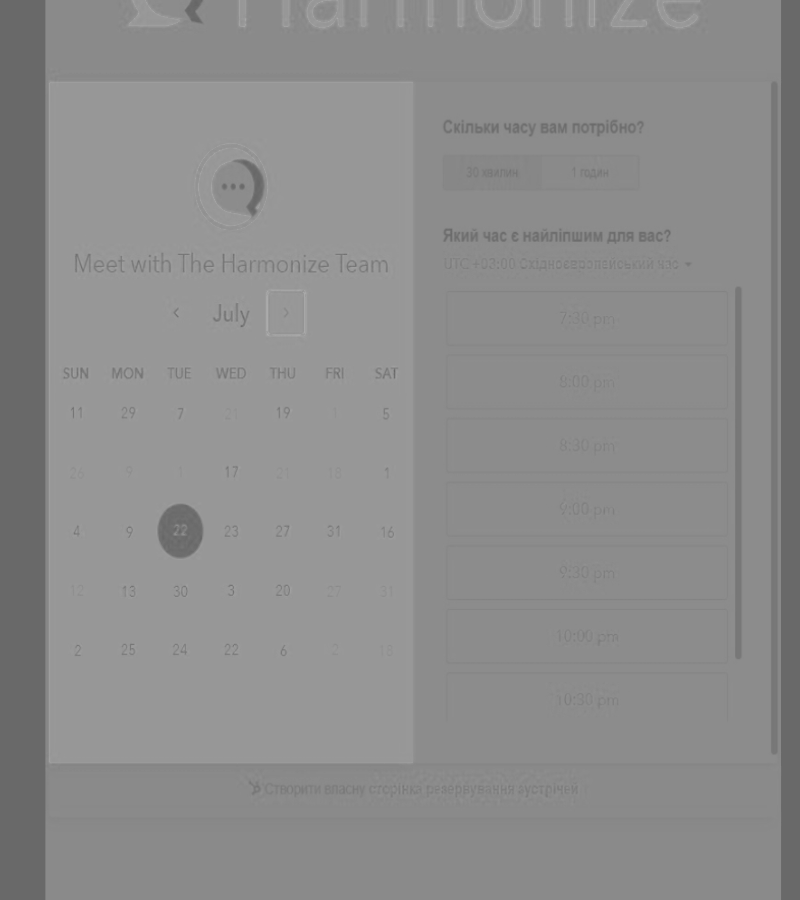 Harmonize
Meet with The Harmonize Team
July
SUN MON TUE WED THU FRI SAT
11 29 7 19 5
26 9 1 17 21 1
4 9 22 23 27 31 16
12 13 30 3 20 27 31
2 25 24 22 6 2
Скільки часу вам потрібно?
30 хвилин 1 годин
Який час є найліпшим для вас?
UTC +03:00 Східноєвропейський час
7:30 pm
8:00 pm
8:30 pm
9:00 pm
9:30 pm
10:00 pm
10:30 pm
Створити власну сторінка резервування зустрічей